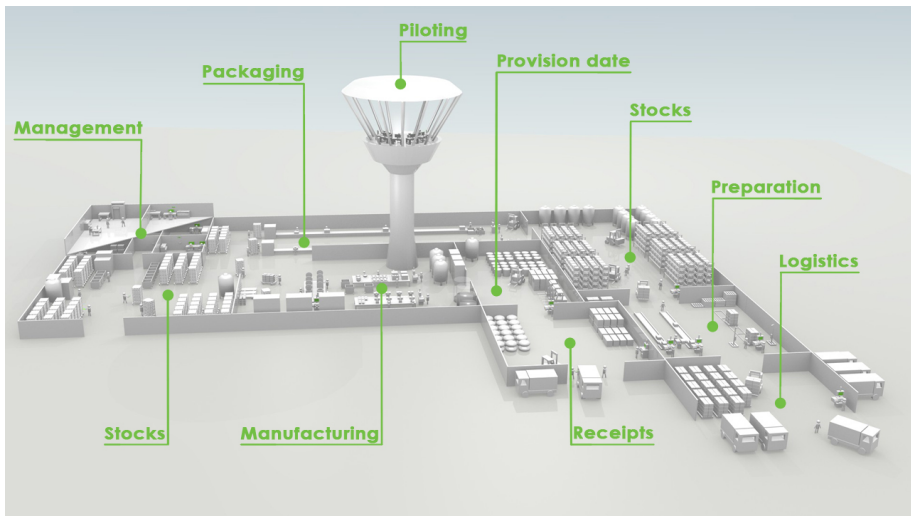 Piloting
Packaging
Provision date
Management
Stocks
Preparation
Logistics
Stocks
Manufacturing
Receipts